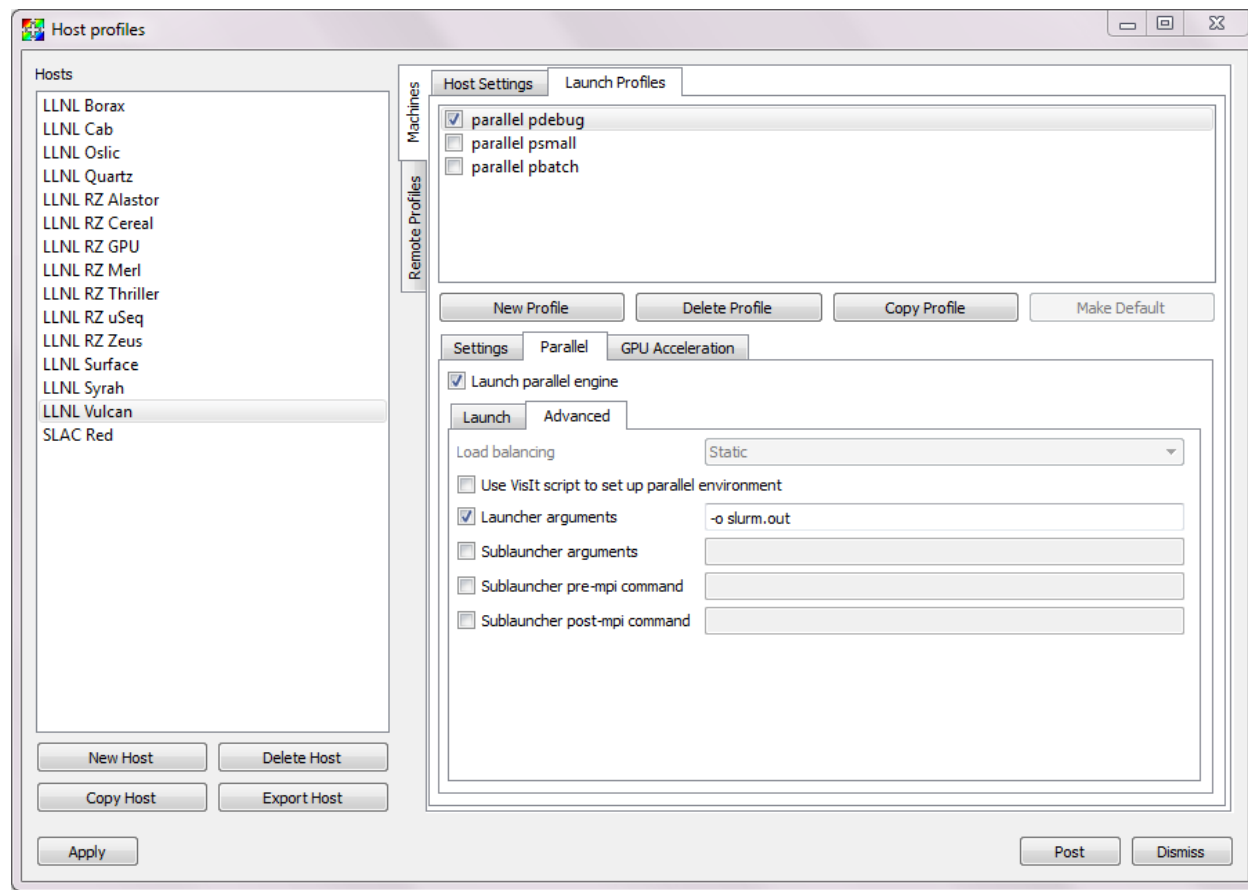 Host profiles
Hosts
LLNL Borax
LLNL Cab
LLNL Oslic
LLNL Quartz
LLNL RZ Alastor
LLNL RZ Cereal
LLNL RZ GPU
LLNL RZ Merl
LLNL RZ Thriller
LLNL RZ uSeq
LLNL RZ Zeus
LLNL Surface
LLNL Syrah
LLNL Vulcan
SLAC Red
New Host
Delete Host
Copy Host
Export Host
Machines
Remote Profiles
Host Settings
Launch Profiles
parallel pdebug
parallel psmall
parallel pbatch
New Profile
Delete Profile
Copy Profile
Make Default
Settings
Parallel
GPU Acceleration
Launch parallel engine
Launch
Advanced
Load balancing
Static
Use VisIt script to set up parallel environment
Launcher arguments
-o slurm.out
Sublauncher arguments
Sublauncher pre-mpi command
Sublauncher post-mpi command
Apply
Post
Dismiss